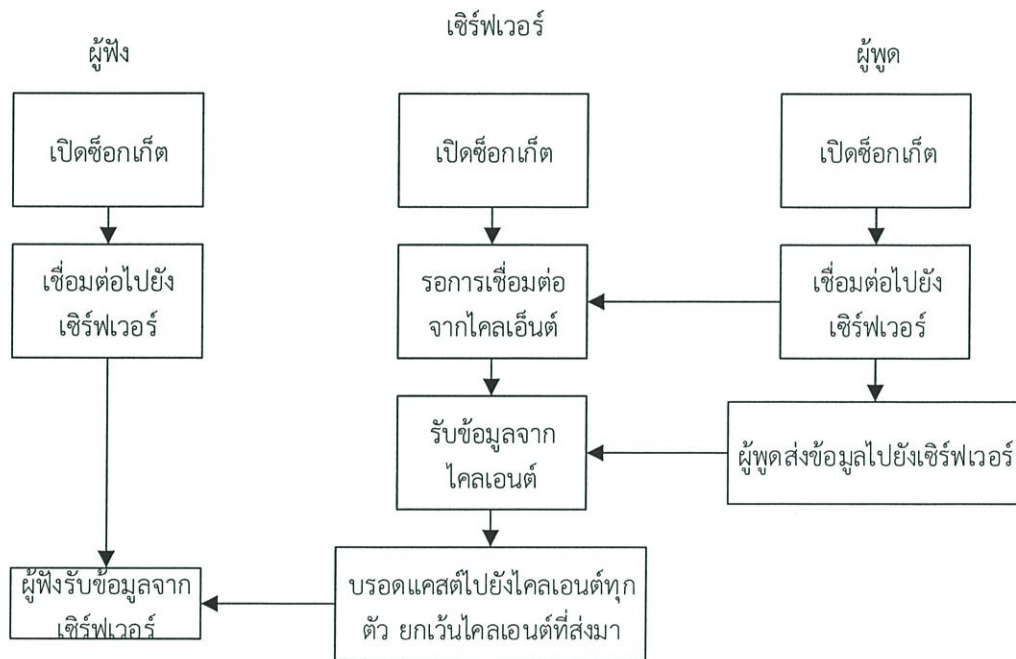 เซิร์ฟเวอร์
ผู้ฟัง
ผู้พูด
เปิดซ็อกเก็ต
เปิดซ็อกเก็ต
เปิดซ็อกเก็ต
เชื่อมต่อไปยัง
เซิร์ฟเวอร์
รอการเชื่อมต่อ
จากไคลเอ็นต์
เชื่อมต่อไปยัง
เซิร์ฟเวอร์
รับข้อมูลจาก
ไคลเอนต์
ผู้พูดส่งข้อมูลไปยังเซิร์ฟเวอร์
ผู้ฟังรับข้อมูลจาก
เซิร์ฟเวอร์
บรอดแคสต์ไปยังไคลเอนต์ทุก
ตัว ยกเว้นไคลเอนต์ที่ส่งมา